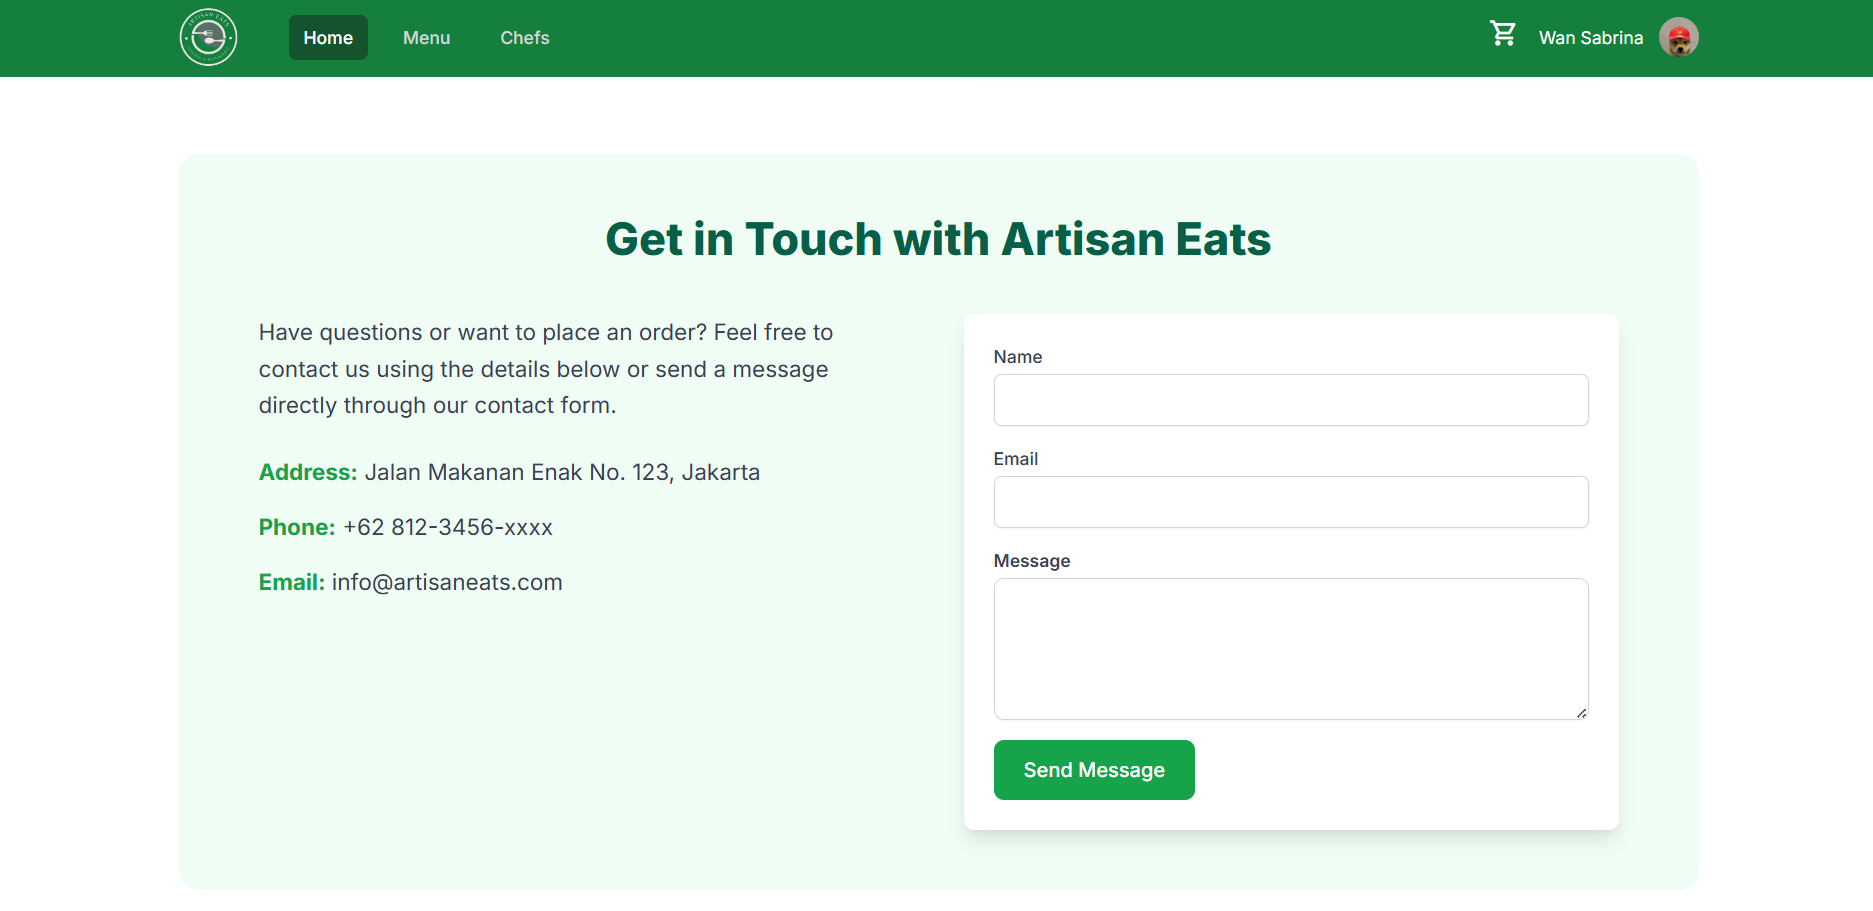 ARTISAN EATS
Home
Menu
Chefs
Wan Sabrina
Get in Touch with Artisan Eats
Have questions or want to place an order? Feel free to
contact us using the details below or send a message
directly through our contact form.
Address: Jalan Makanan Enak No. 123, Jakarta
Phone: +62 812-3456-xxxx
Email: info@artisaneats.com
Name
Email
Message
Send Message